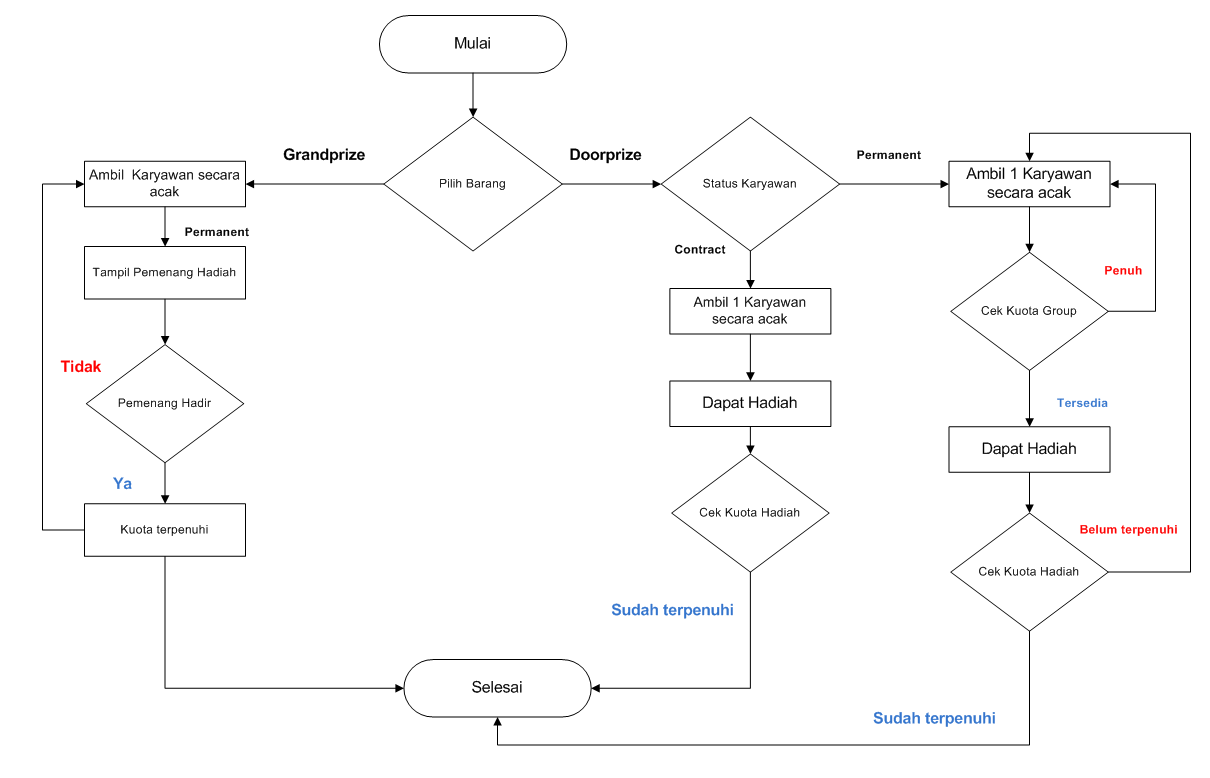 Mulai
Grandprize
Doorprize
Permanent
Ambil Karyawan secara
acak
Pilih Barang
Status Karyawan
Ambil 1 Karyawan
secara acak
Permanent
Contract
Tampil Pemenang Hadiah
Penuh
Ambil 1 Karyawan
secara acak
Cek Kuota Group
Tidak
Pemenang Hadir
Dapat Hadiah
Tersedia
Dapat Hadiah
Ya
Kuota terpenuhi
Cek Kuota Hadiah
Belum terpenuhi
Cek Kuota Hadiah
Sudah terpenuhi
Selesai
Sudah terpenuhi